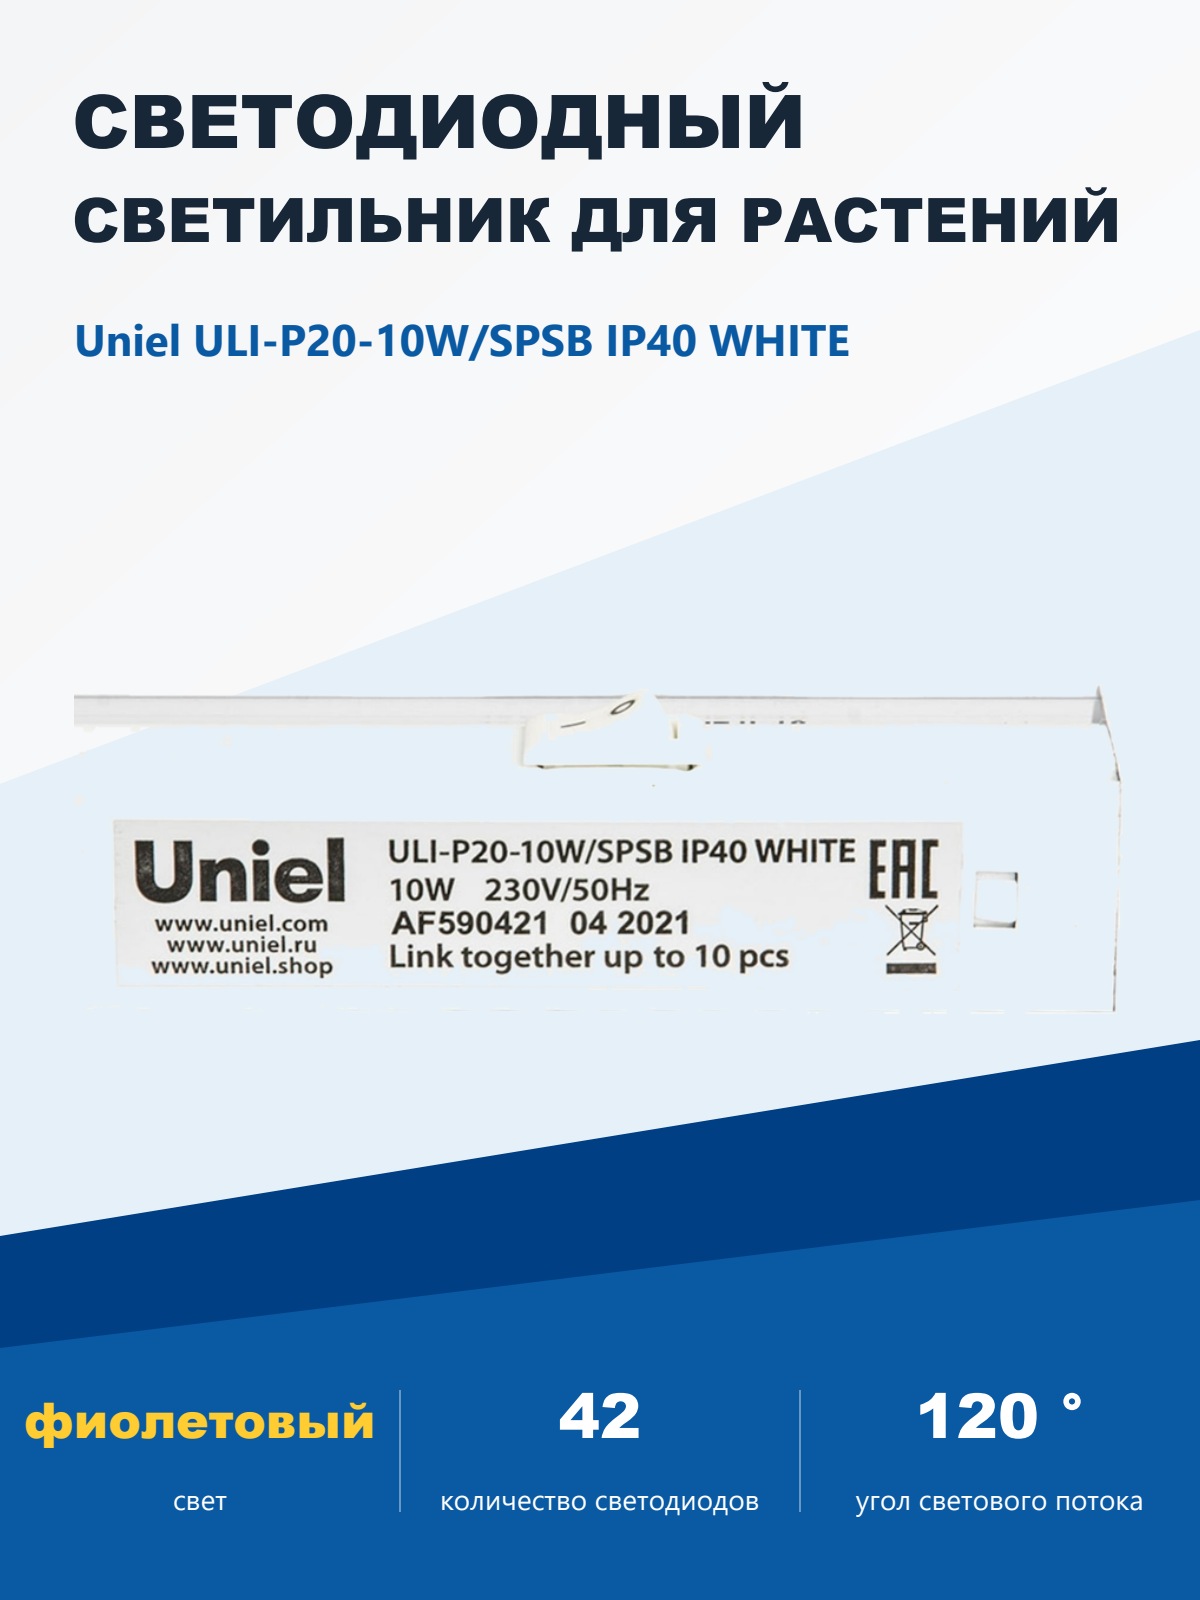 СВЕТОДИОДНЫЙ
СВЕТИЛЬНИК ДЛЯ РАСТЕНИЙ
Uniel ULI-P20-10W/SPSB IP40 WHITE
Uniel
www.uniel.com
www.uniel.ru
www.uniel.shop
ULI-P20-10W/SPSB IP40 WHITE
10W 230V/50Hz
AF590421 04 2021
Link together up to 10 pcs
EAC
фиолетовый
свет
42
количество светодиодов
120 °
угол светового потока